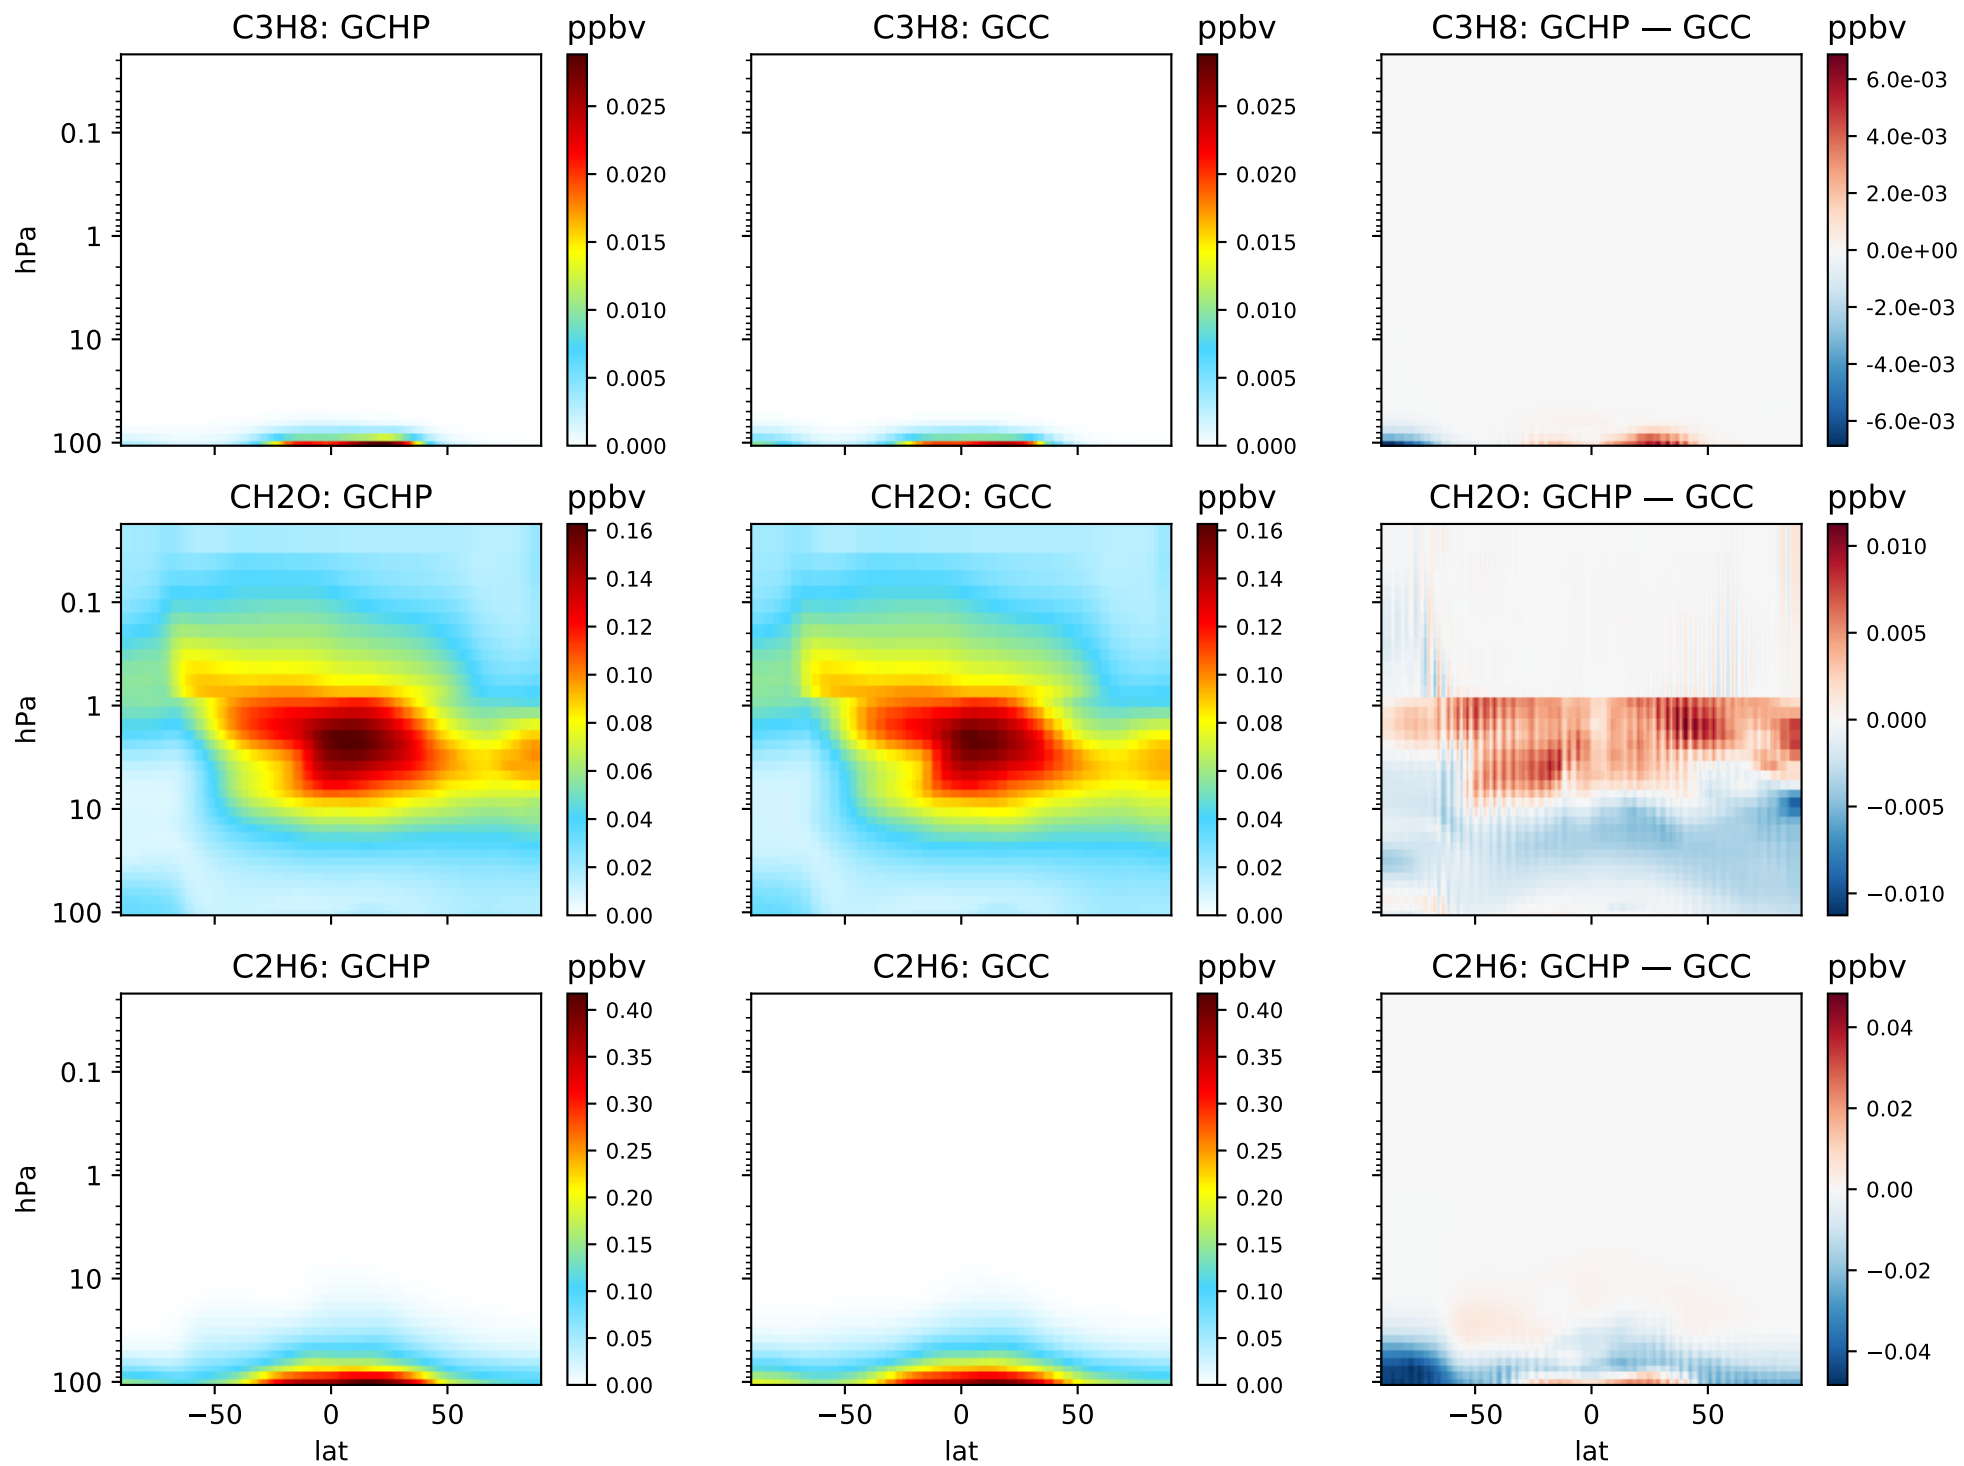 C3H8: GCHP ppbv C3H8: GCC ppbv C3H8: GCHP — GCC ppbv
0.025 0.025 6.0e-03
0.1 0.020 0.020 4.0e-03
2.0e-03
hPa 1 0.015 0.015 0.0e+00
0.010 0.010 -2.0e-03
10 0.005 0.005 -4.0e-03
-6.0e-03
100 0.000 0.000
CH2O: GCHP ppbv CH2O: GCC ppbv CH2O: GCHP — GCC ppbv
0.16 0.16 0.010
0.14 0.14
0.1 0.12 0.12 0.005
0.10 0.10
hPa 1 0.08 0.08 0.000
0.06 0.06
10 0.04 0.04 −0.005
0.02 0.02 −0.010
100 0.00 0.00
C2H6: GCHP ppbv C2H6: GCC ppbv C2H6: GCHP — GCC ppbv
0.40 0.40 0.04
0.35 0.35
0.1 0.30 0.30 0.02
0.25 0.25
hPa 1 0.20 0.20 0.00
0.15 0.15
10 0.10 0.10 −0.02
0.05 0.05 −0.04
100 0.00 0.00
−50 0 50 −50 0 50 −50 0 50
lat lat lat